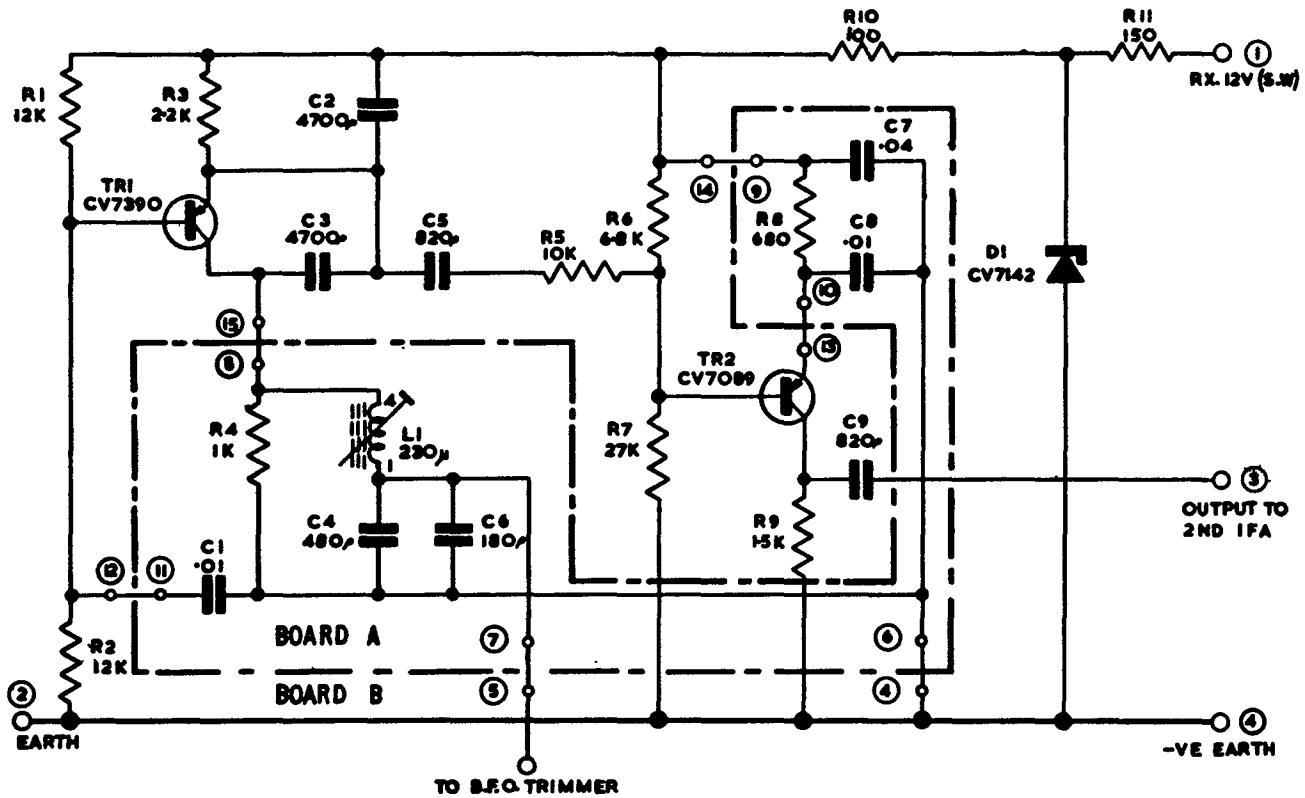 R10
100
R11
150
①
RX. 12V (S.W)
R1
12K
R3
2·2K
C2
4700p
C7
·04
TR1
CV7390
⑭
⑨
C3
4700p
C5
820p
R5
10K
R6
6·8K
R8
680
C8
·01
D1
CV7142
⑩
⑮
⑧
⑬
TR2
CV7089
4
R4
1K
L1
230µ
1
R7
27K
C9
820p
③
OUTPUT TO
2ND IFA
C4
480p
C6
180p
R9
1·5K
C1
·01
⑫
⑪
BOARD A
⑦
⑥
R2
12K
BOARD B
⑤
④
②
EARTH
④
-VE EARTH
TO B.F.O. TRIMMER